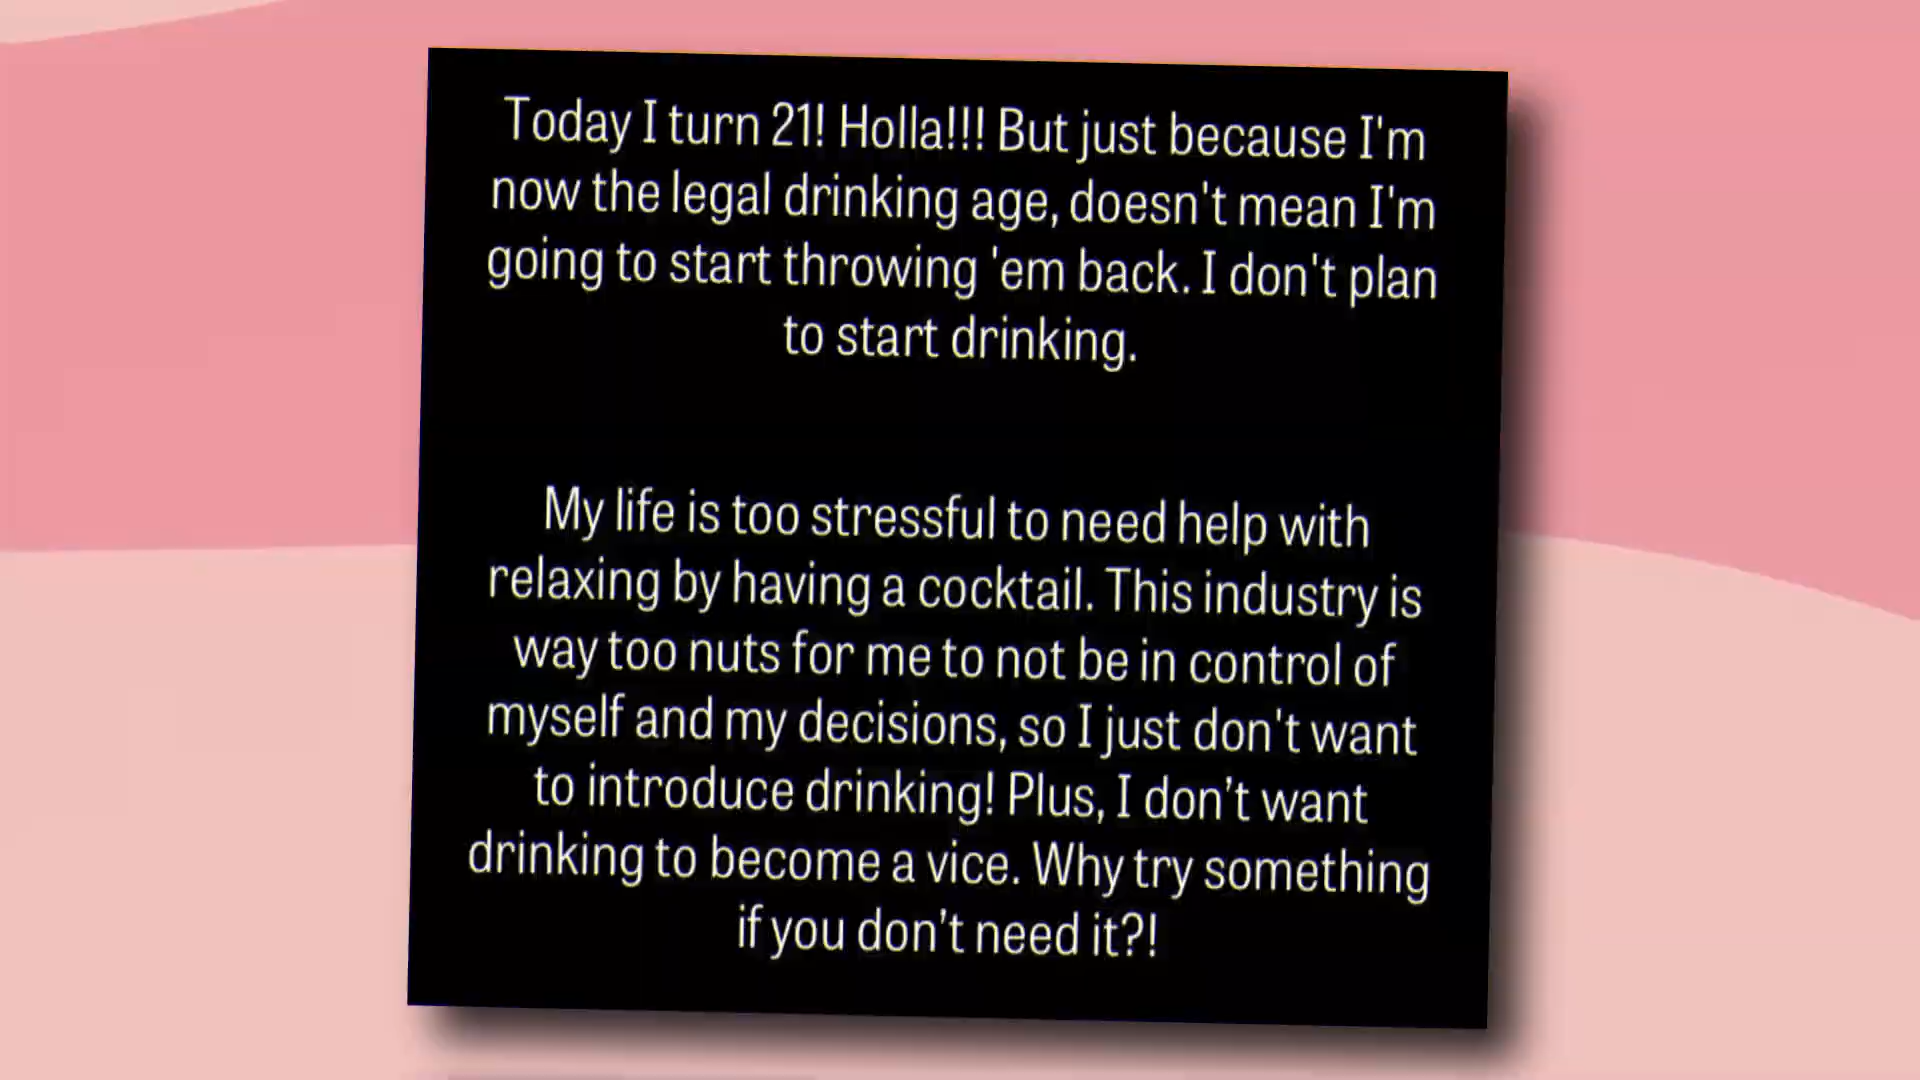 Today I turn 21! Holla!!! But just because I'm
now the legal drinking age, doesn't mean I'm
going to start throwing 'em back. I don't plan
to start drinking.
My life is too stressful to need help with
relaxing by having a cocktail. This industry is
way too nuts for me to not be in control of
myself and my decisions, so I just don't want
to introduce drinking! Plus, I don’t want
drinking to become a vice. Why try something
if you don’t need it?!